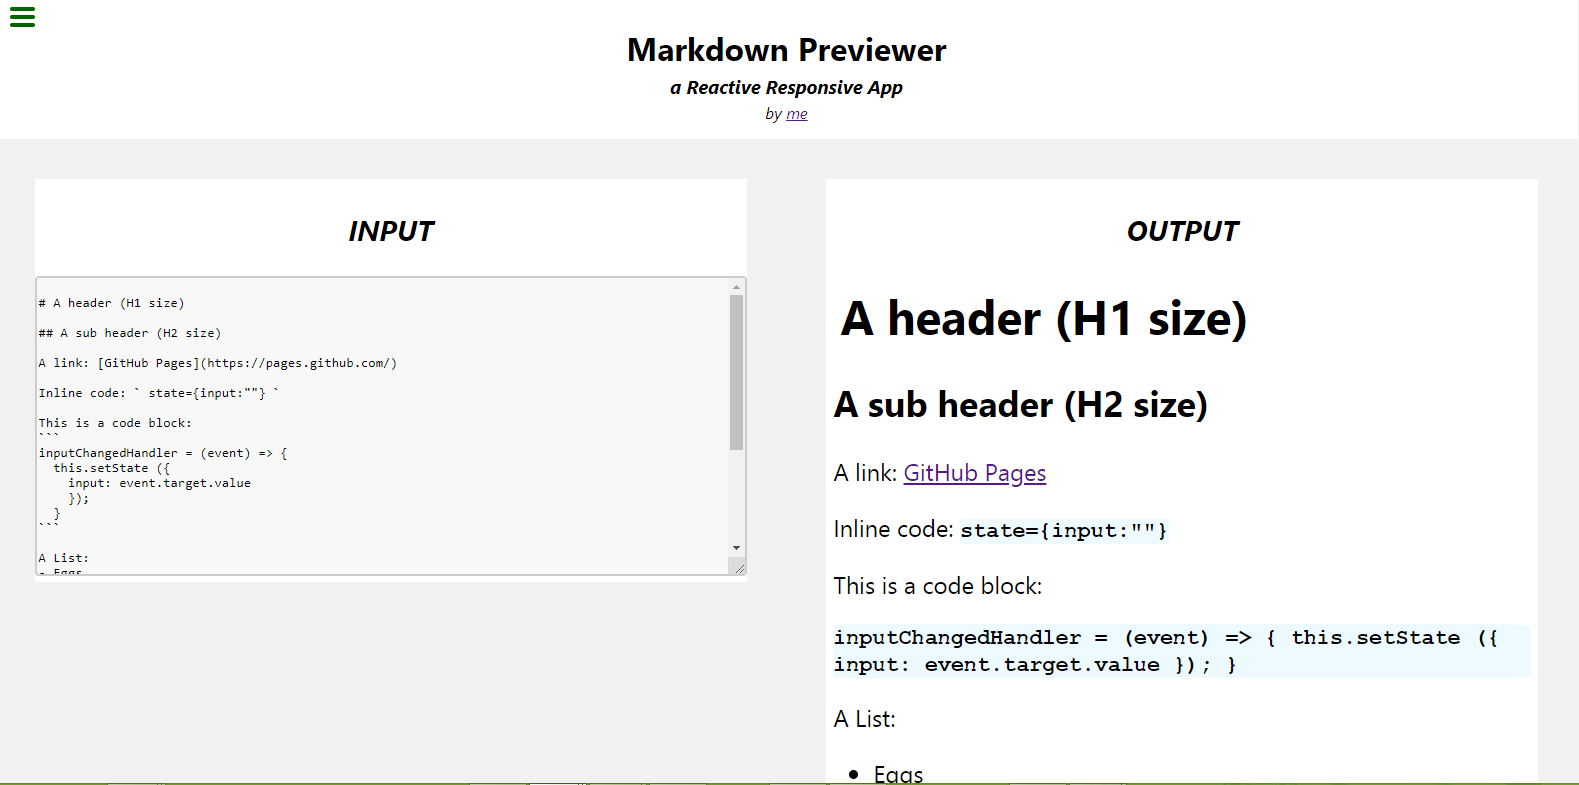 Markdown Previewer
a Reactive Responsive App
by me
INPUT
# A header (H1 size)
## A sub header (H2 size)
A link: [GitHub Pages](https://pages.github.com/)
Inline code: ` state={input:""} `
This is a code block:
```
inputChangedHandler = (event) => {
  this.setState ({
    input: event.target.value
    });
  }
```
A List:
- Eggs
OUTPUT
A header (H1 size)
A sub header (H2 size)
A link: GitHub Pages
Inline code: state={input:""}
This is a code block:
inputChangedHandler = (event) => { this.setState ({
input: event.target.value }); }
A List:
• Eggs